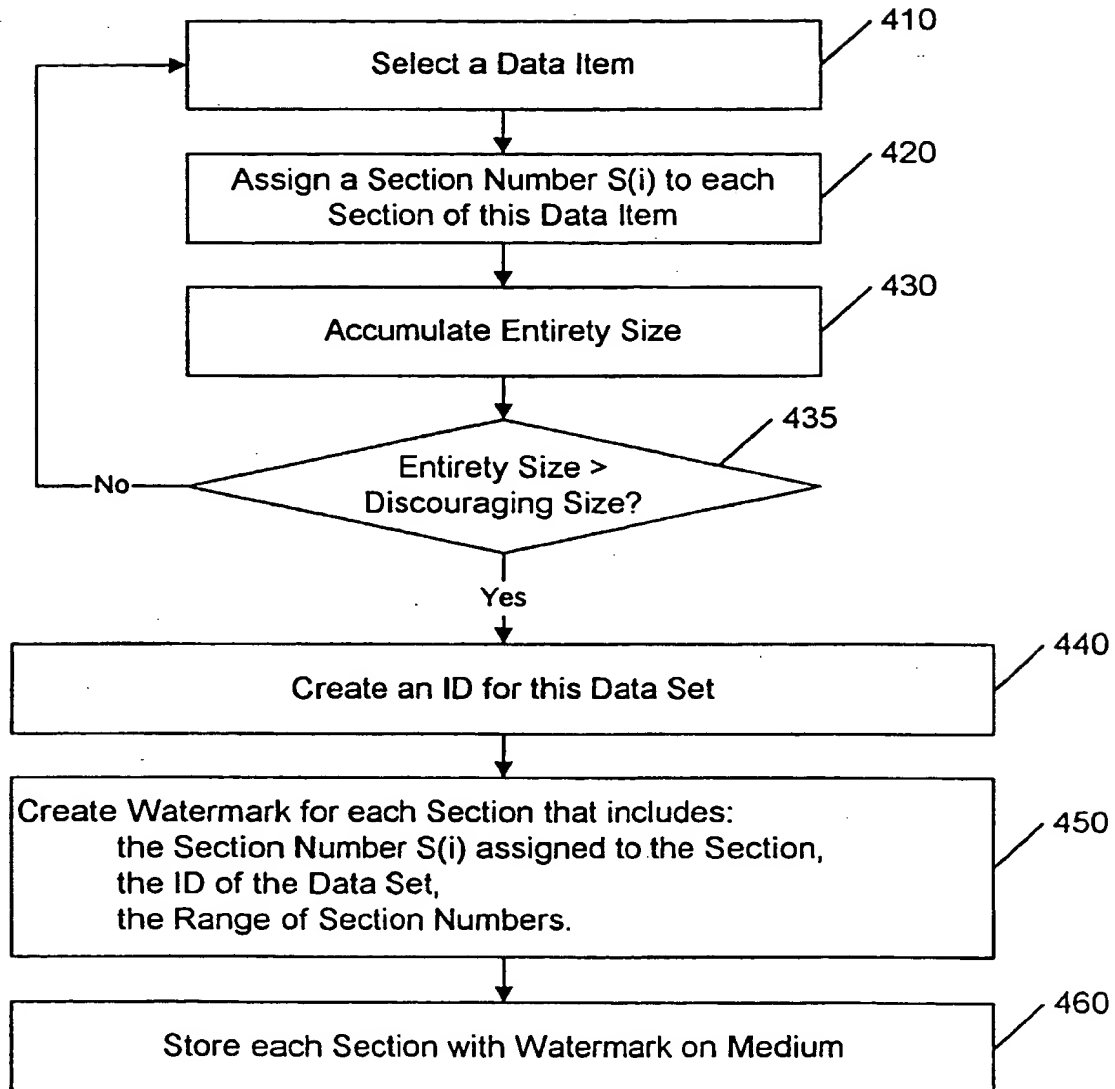 410
Select a Data Item
420
Assign a Section Number S(i) to each
Section of this Data Item
430
Accumulate Entirety Size
435
Entirety Size >
Discouraging Size?
No
Yes
440
Create an ID for this Data Set
Create Watermark for each Section that includes:
450
the Section Number S(i) assigned to the Section,
the ID of the Data Set,
the Range of Section Numbers.
460
Store each Section with Watermark on Medium